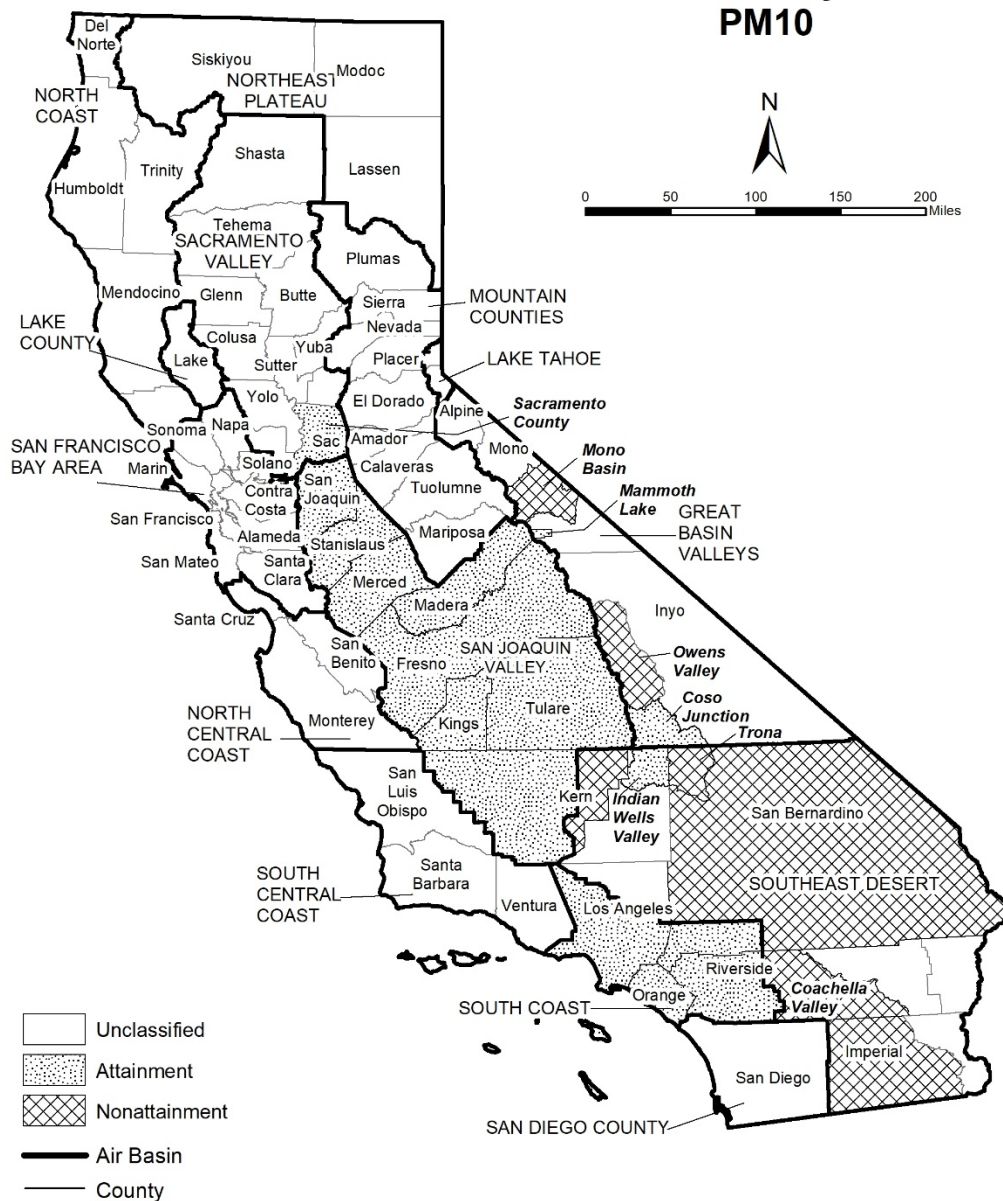 PM10
N
0 50 100 150 200
Miles
Del
Norte
Siskiyou
Modoc
NORTHEAST
PLATEAU
NORTH
COAST
Shasta
Trinity
Lassen
Humboldt
Tehema
SACRAMENTO
VALLEY
Plumas
Mendocino
Glenn
Butte
Sierra
MOUNTAIN
COUNTIES
Nevada
LAKE
COUNTY
Colusa
Yuba
Lake
Sutter
Placer
LAKE TAHOE
Yolo
El Dorado
Alpine
Sacramento
County
Sonoma
Napa
Sac
Amador
Mono
SAN FRANCISCO
BAY AREA
Marin
Solano
Calaveras
Mono
Basin
San
Joaquin
Tuolumne
Contra
Costa
Mammoth
Lake
GREAT
BASIN
VALLEYS
San Francisco
Alameda
Stanislaus
Mariposa
San Mateo
Santa
Clara
Merced
Madera
Santa Cruz
San
Benito
Fresno
SAN JOAQUIN
VALLEY
Inyo
Owens
Valley
Monterey
Kings
Tulare
Coso
Junction
NORTH
CENTRAL
COAST
Trona
San
Luis
Obispo
Kern
Indian
Wells
Valley
San Bernardino
SOUTH
CENTRAL
COAST
Santa
Barbara
Ventura
SOUTHEAST DESERT
Los Angeles
Riverside
Orange
Coachella
Valley
SOUTH COAST
Imperial
San Diego
SAN DIEGO COUNTY
Unclassified
Attainment
Nonattainment
Air Basin
County